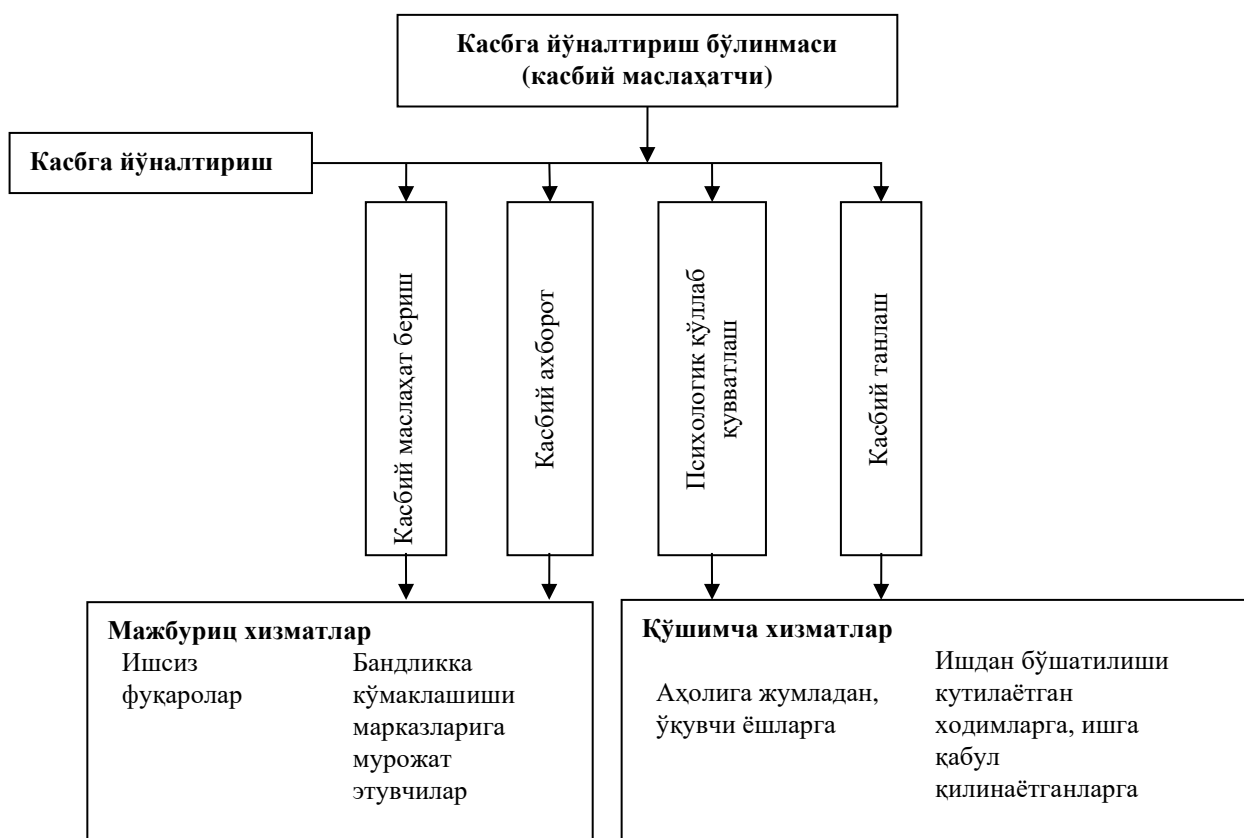 Касбга йўналтириш бўлинмаси
(касбий маслаҳатчи)
Касбга йўналтириш
Касбий маслаҳат бериш
Касбий ахборот
Психологик қўллаб
қувватлаш
Касбий танлаш
Мажбуриц хизматлар
Ишсиз
фуқаролар
Бандликка
кўмаклашиши
марказларига
мурожат
этувчилар
Қўшимча хизматлар
Аҳолига жумладан,
ўқувчи ёшларга
Ишдан бўшатилиши
кутилаётган
ходимларга, ишга
қабул
қилинаётганларга